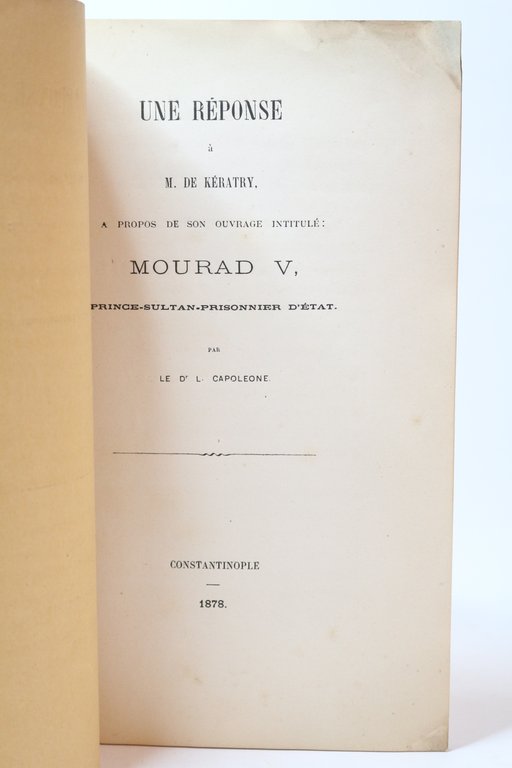 UNE RÉPONSE
à
M. DE KÉRATRY,
A PROPOS DE SON OUVRAGE INTITULÉ:
MOURAD V,
PRINCE-SULTAN-PRISONNIER D'ÉTAT.
PAR
LE Dr L. CAPOLEONE.
CONSTANTINOPLE
1878.